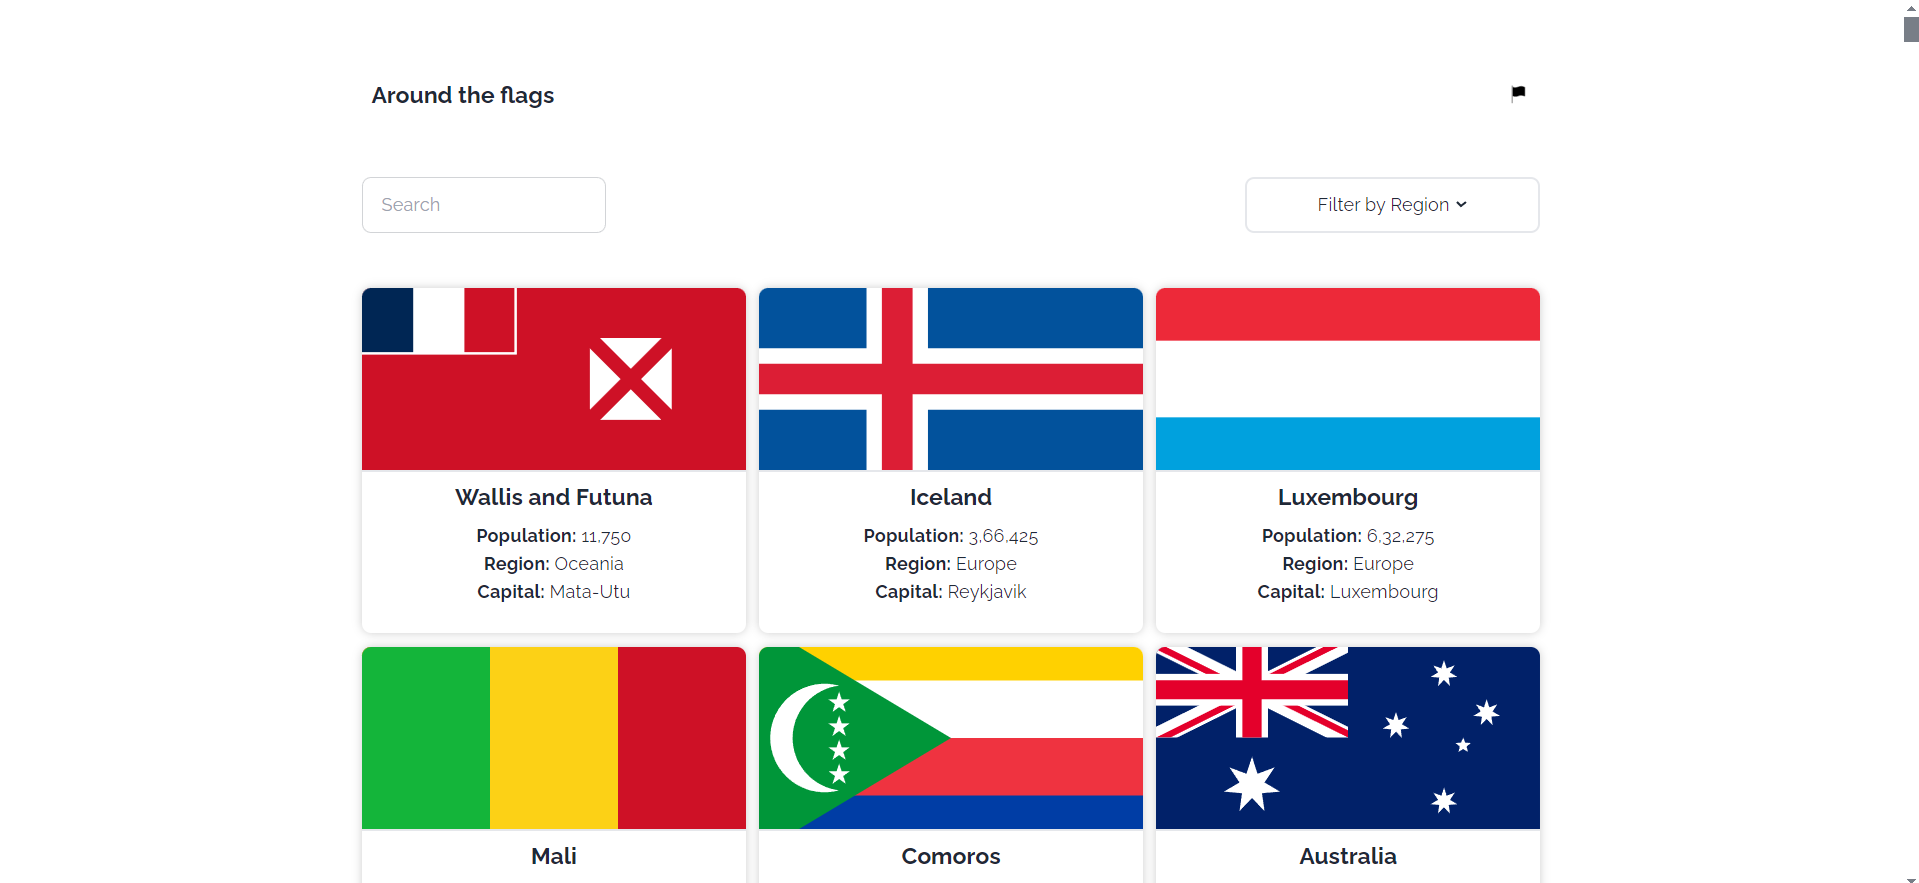 Around the flags
Search
Filter by Region
Wallis and Futuna
Population: 11,750
Region: Oceania
Capital: Mata-Utu
Iceland
Population: 3,66,425
Region: Europe
Capital: Reykjavik
Luxembourg
Population: 6,32,275
Region: Europe
Capital: Luxembourg
Mali
Comoros
Australia